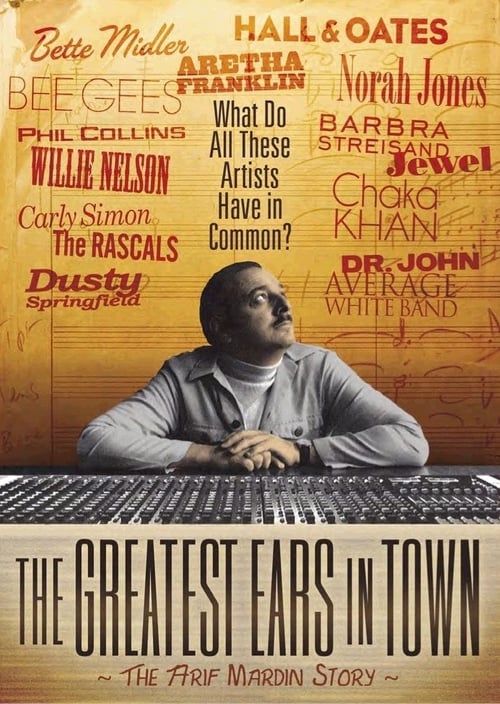 Bette Midler
HALL & OATES
ARETHA
FRANKLIN
BEE GEES
Norah Jones
What Do
All These
Artists
Have in
Common?
PHIL COLLINS
BARBRA
STREISAND
WILLIE NELSON
Jewel
Carly Simon
Chaka
KHAN
The RASCALS
DR. JOHN
Dusty
Springfield
AVERAGE
WHITE BAND
THE GREATEST EARS IN TOWN
~ THE ARIF MARDIN STORY ~